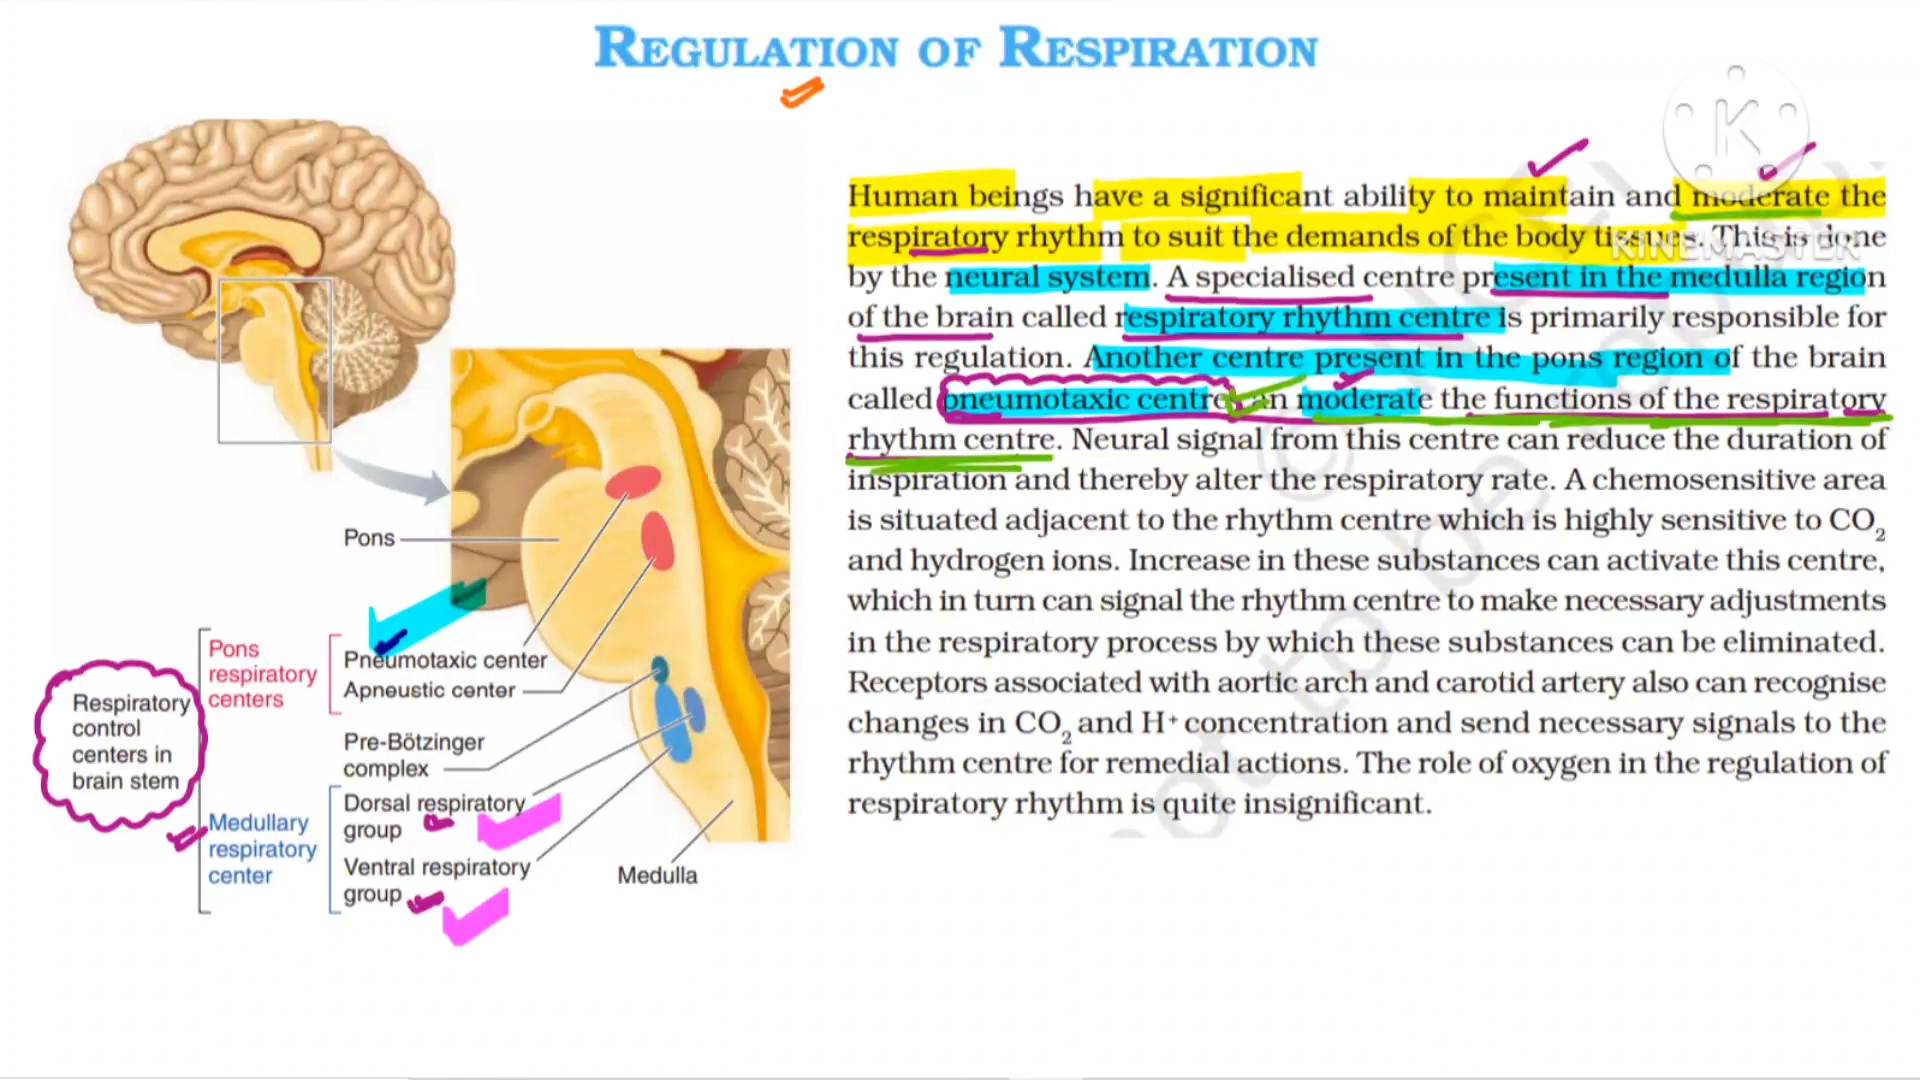 REGULATION OF RESPIRATION
K
KINEMASTER
Human beings have a significant ability to maintain and moderate the
respiratory rhythm to suit the demands of the body tissues. This is done
by the neural system. A specialised centre present in the medulla region
of the brain called respiratory rhythm centre is primarily responsible for
this regulation. Another centre present in the pons region of the brain
called pneumotaxic centre can moderate the functions of the respiratory
rhythm centre. Neural signal from this centre can reduce the duration of
inspiration and thereby alter the respiratory rate. A chemosensitive area
is situated adjacent to the rhythm centre which is highly sensitive to CO₂
and hydrogen ions. Increase in these substances can activate this centre,
which in turn can signal the rhythm centre to make necessary adjustments
in the respiratory process by which these substances can be eliminated.
Receptors associated with aortic arch and carotid artery also can recognise
changes in CO₂ and H⁺ concentration and send necessary signals to the
rhythm centre for remedial actions. The role of oxygen in the regulation of
respiratory rhythm is quite insignificant.
Pons
Respiratory
control
centers in
brain stem
Pons
respiratory
centers
Pneumotaxic center
Apneustic center
Pre-Bötzinger
complex
Medullary
respiratory
center
Dorsal respiratory
group
Ventral respiratory
group
Medulla